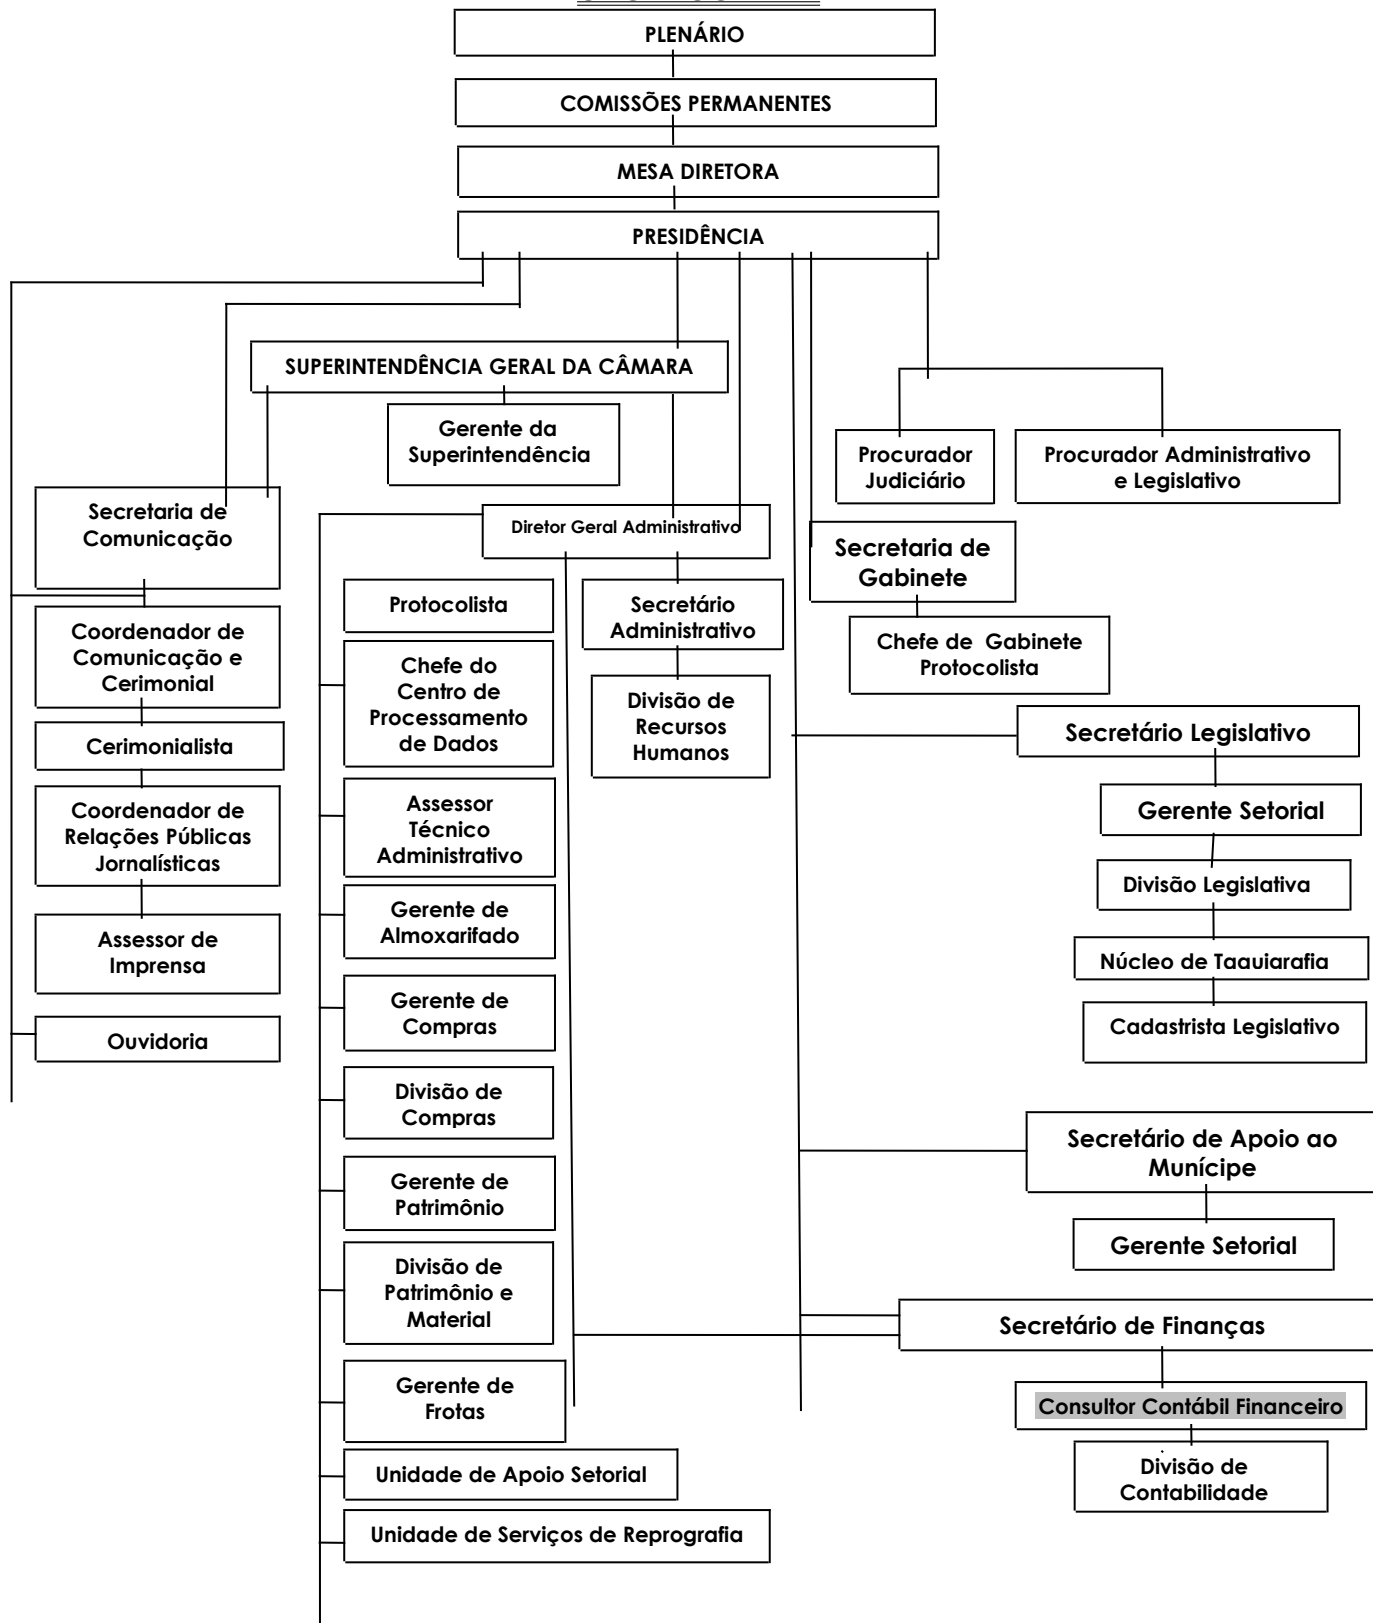 PLENÁRIO
COMISSÕES PERMANENTES
MESA DIRETORA
PRESIDÊNCIA
SUPERINTENDÊNCIA GERAL DA CÂMARA
Gerente da
Superintendência
Procurador
Judiciário
Procurador Administrativo
e Legislativo
Secretaria de
Comunicação
Diretor Geral Administrativo
Secretaria de
Gabinete
Protocolista
Secretário
Administrativo
Chefe de Gabinete
Protocolista
Coordenador de
Comunicação e
Cerimonial
Chefe do
Centro de
Processamento
de Dados
Divisão de
Recursos
Humanos
Secretário Legislativo
Cerimonialista
Coordenador de
Relações Públicas
Jornalísticas
Assessor
Técnico
Administrativo
Gerente Setorial
Divisão Legislativa
Gerente de
Almoxarifado
Assessor de
Imprensa
Núcleo de Taauiarafia
Gerente de
Compras
Cadastrista Legislativo
Ouvidoria
Divisão de
Compras
Secretário de Apoio ao
Munícipe
Gerente de
Patrimônio
Gerente Setorial
Divisão de
Patrimônio e
Material
Secretário de Finanças
Gerente de
Frotas
Consultor Contábil Financeiro
Unidade de Apoio Setorial
Divisão de
Contabilidade
Unidade de Serviços de Reprografia